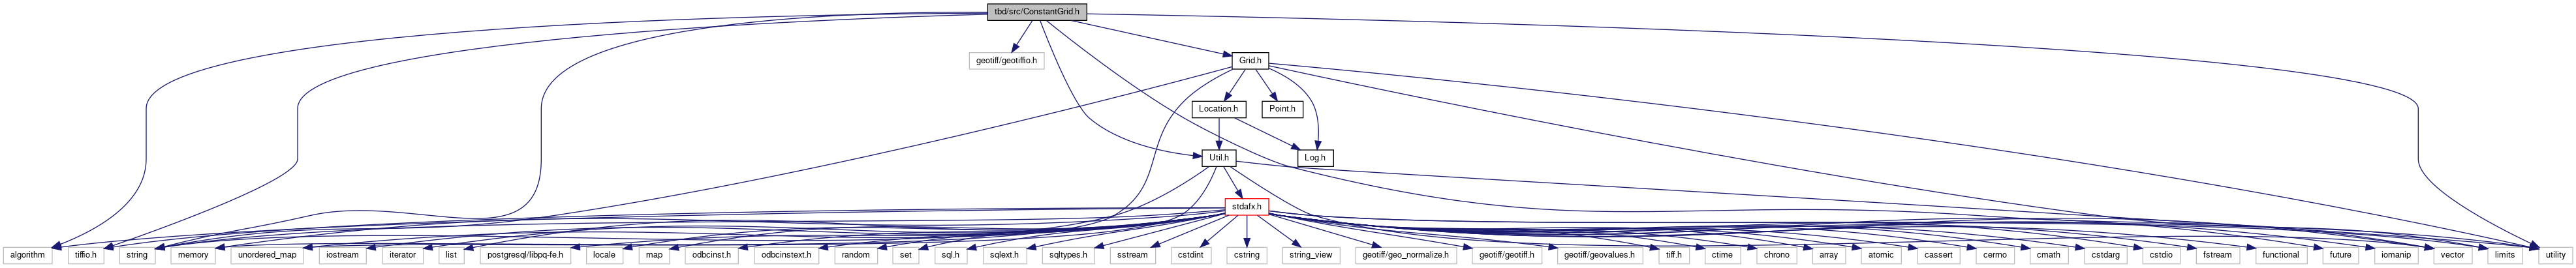 tbd/src/ConstantGrid.h
geotiff/geotiffio.h
Grid.h
Location.h
Point.h
Util.h
Log.h
stdafx.h
algorithm
tiffio.h
string
memory
unordered_map
iostream
iterator
list
postgresql/libpq-fe.h
locale
map
odbcinst.h
odbcinstext.h
random
set
sql.h
sqlext.h
sqltypes.h
sstream
cstdint
cstring
string_view
geotiff/geo_normalize.h
geotiff/geotiff.h
geotiff/geovalues.h
tiff.h
ctime
chrono
array
atomic
cassert
cerrno
cmath
cstdarg
cstdio
fstream
functional
future
iomanip
vector
limits
utility